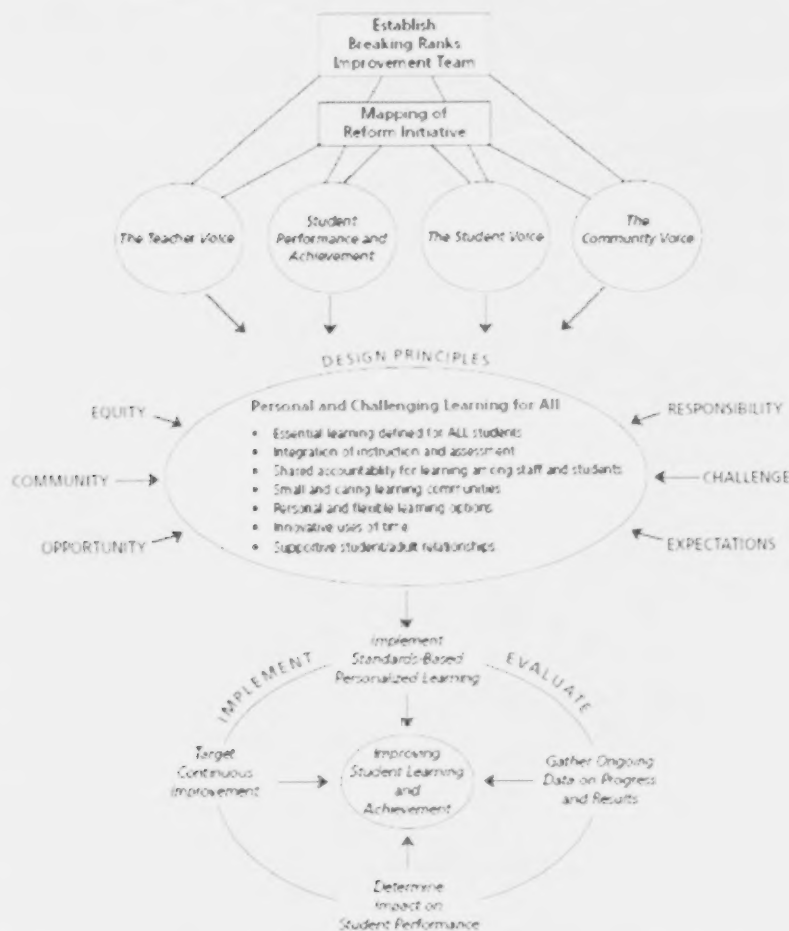 Establish
Breaking Ranks
Improvement Team
Mapping of
Reform Initiative
The Teacher Voice
Student
Performance and
Achievement
The Student Voice
The
Community Voice
DESIGN PRINCIPLES
EQUITY
COMMUNITY
OPPORTUNITY
Personal and Challenging Learning for All
• Essential learning defined for ALL students
• Integration of instruction and assessment
• Shared accountability for learning among staff and students
• Small and caring learning communities
• Personal and flexible learning options
• Innovative uses of time
• Supportive student/adult relationships
RESPONSIBILITY
CHALLENGE
EXPECTATIONS
IMPLEMENT
Implement
Standards-Based
Personalized Learning
EVALUATE
Target
Continuous
Improvement
Improving
Student Learning
and
Achievement
Gather Ongoing
Data on Progress
and Results
Determine
Impact on
Student Performance